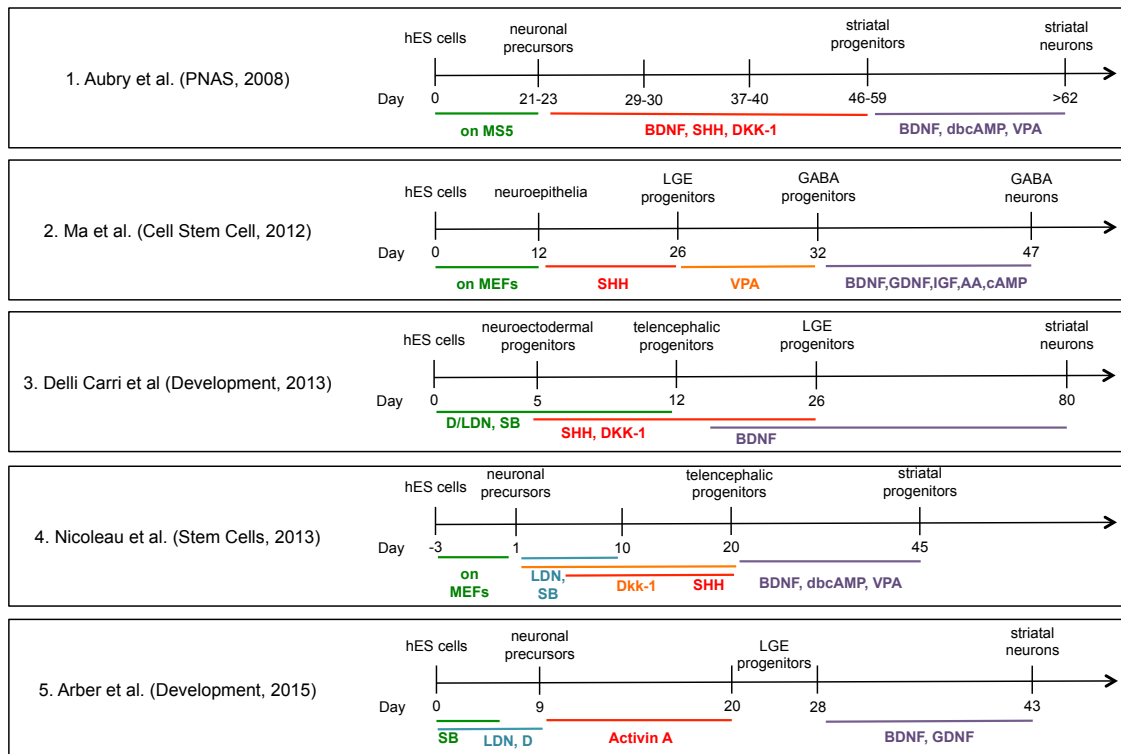 hES cells
neuronal
precursors
striatal
progenitors
striatal
neurons
1. Aubry et al. (PNAS, 2008)
Day 0 21-23 29-30 37-40 46-59 >62
on MS5 BDNF, SHH, DKK-1 BDNF, dbcAMP, VPA
hES cells
neuroepithelia
LGE
progenitors
GABA
progenitors
GABA
neurons
2. Ma et al. (Cell Stem Cell, 2012)
Day 0 12 26 32 47
on MEFs SHH VPA BDNF,GDNF,IGF,AA,cAMP
hES cells
neuroectodermal
progenitors
telencephalic
progenitors
LGE
progenitors
striatal
neurons
3. Delli Carri et al (Development, 2013)
Day 0 5 12 26 80
D/LDN, SB SHH, DKK-1 BDNF
hES cells
neuronal
precursors
telencephalic
progenitors
striatal
progenitors
4. Nicoleau et al. (Stem Cells, 2013)
Day -3 1 10 20 45
on
MEFs
LDN,
SB
Dkk-1 SHH BDNF, dbcAMP, VPA
hES cells
neuronal
precursors
LGE
progenitors
striatal
neurons
5. Arber et al. (Development, 2015)
Day 0 9 20 28 43
SB LDN, D Activin A BDNF, GDNF